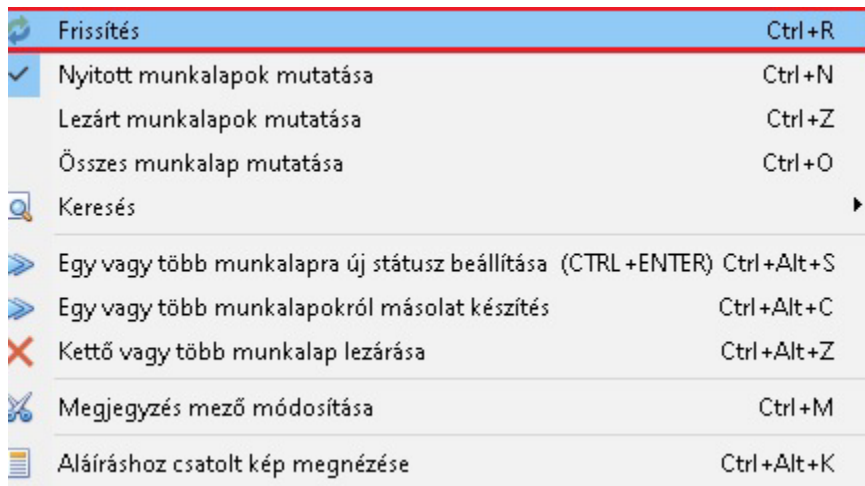 Frissítés Ctrl+R
Nyitott munkalapok mutatása Ctrl+N
Lezárt munkalapok mutatása Ctrl+Z
Összes munkalap mutatása Ctrl+O
Keresés
Egy vagy több munkalapra új státusz beállítása (CTRL+ENTER) Ctrl+Alt+S
Egy vagy több munkalapokról másolat készítés Ctrl+Alt+C
Kettő vagy több munkalap lezárása Ctrl+Alt+Z
Megjegyzés mező módosítása Ctrl+M
Aláíráshoz csatolt kép megnézése Ctrl+Alt+K